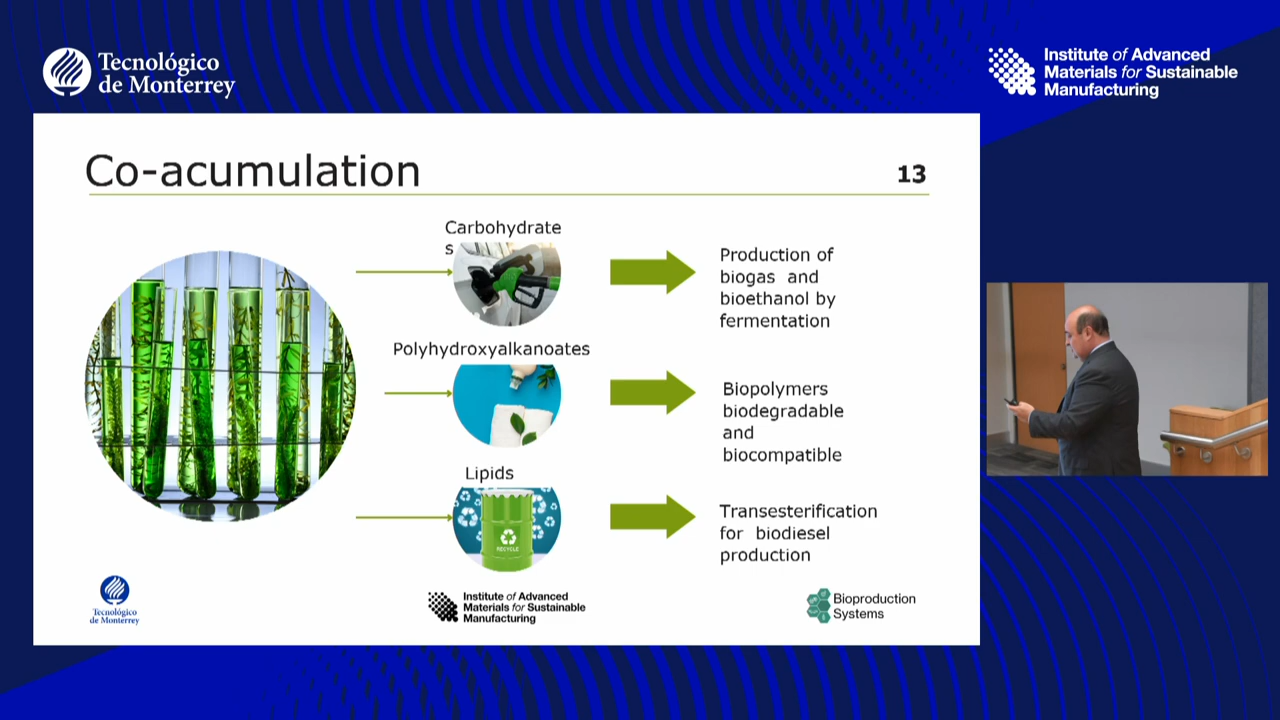 Tecnológico
de Monterrey
Institute of Advanced
Materials for Sustainable
Manufacturing
Co-acumulation
13
Carbohydrate
s
Production of
biogas and
bioethanol by
fermentation
Polyhydroxyalkanoates
Biopolymers
biodegradable
and
biocompatible
Lipids
RECYCLE
Transesterification
for biodiesel
production
Tecnológico
de Monterrey
Institute of Advanced
Materials for Sustainable
Manufacturing
Bioproduction
Systems